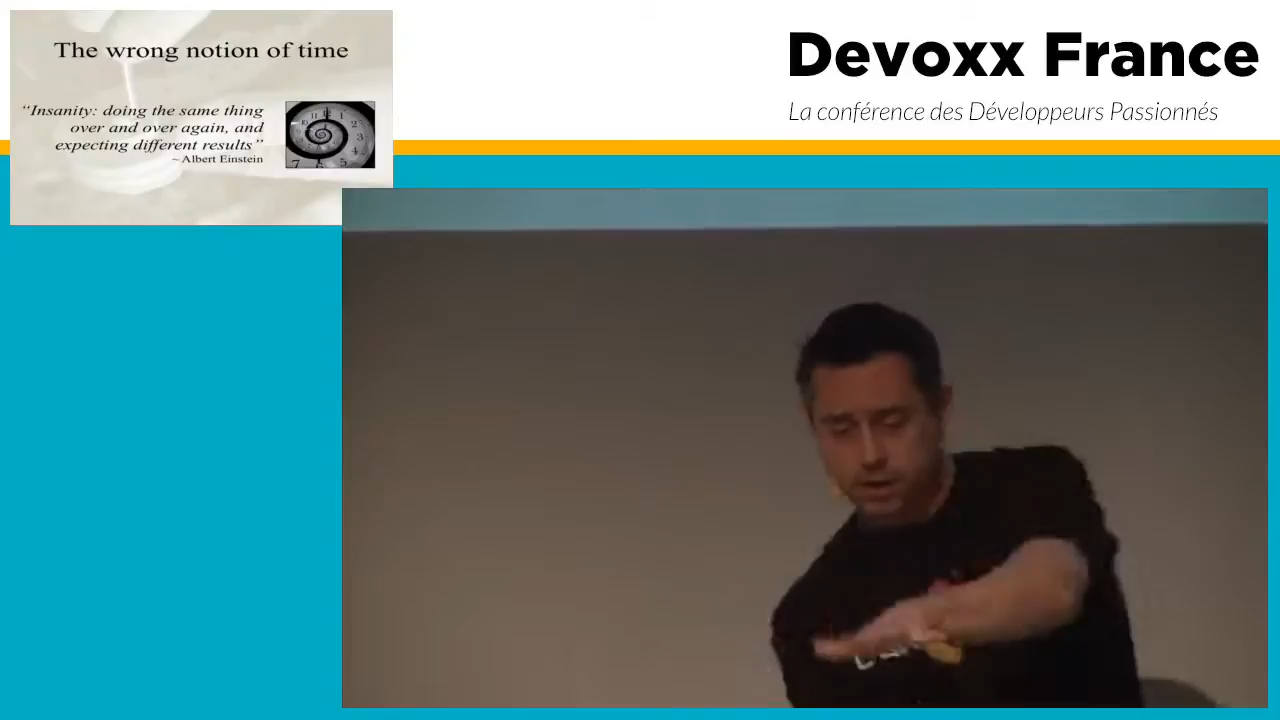 The wrong notion of time
“Insanity: doing the same thing
over and over again, and
expecting different results”
~ Albert Einstein
Devoxx France
La conférence des Développeurs Passionnés